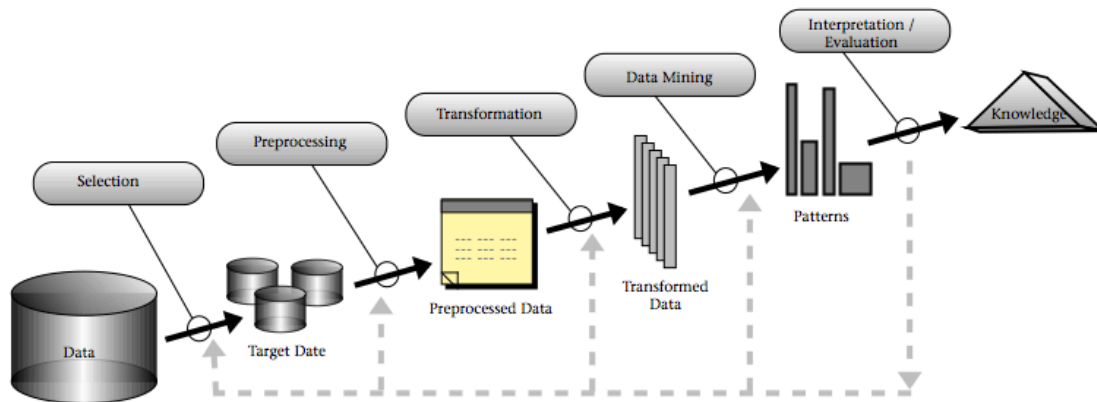 Interpretation /
Evaluation
Data Mining
Transformation
Preprocessing
Selection
Knowledge
Patterns
Transformed
Data
Preprocessed Data
Target Date
Data